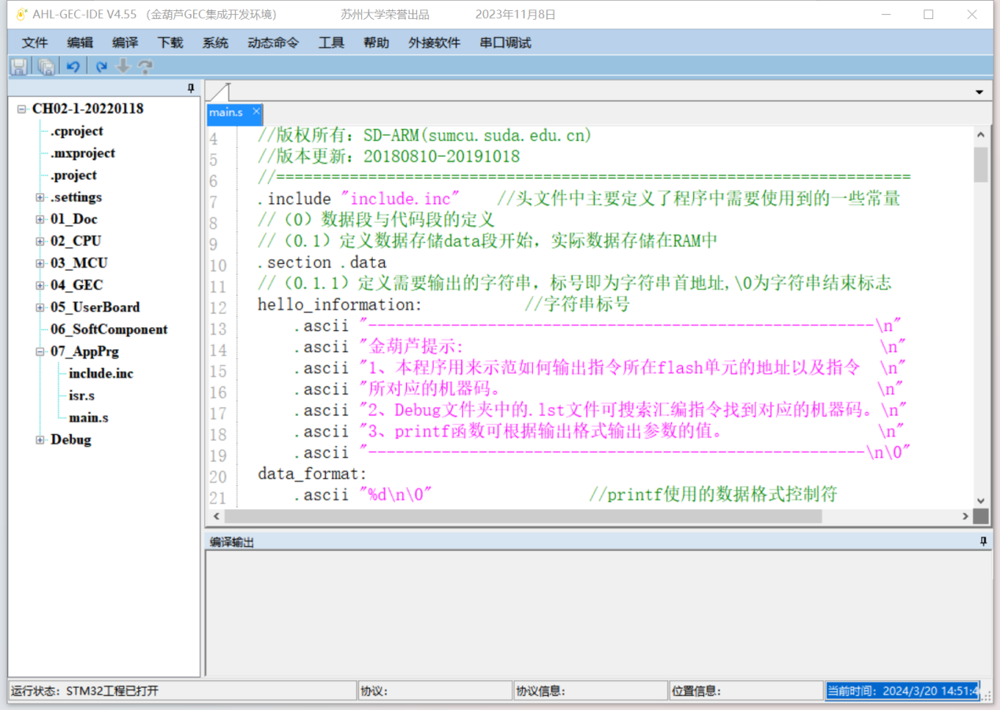 AHL-GEC-IDE V4.55 (金葫芦GEC集成开发环境) 苏州大学荣誉出品 2023年11月8日
文件 编辑 编译 下载 系统 动态命令 工具 帮助 外接软件 串口调试
CH02-1-20220118
.cproject
.mxproject
.project
.settings
01_Doc
02_CPU
03_MCU
04_GEC
05_UserBoard
06_SoftComponent
07_AppPrg
include.inc
isr.s
main.s
Debug
main.s
4 //版权所有: SD-ARM(sumcu.suda.edu.cn)
5 //版本更新: 20180810-20191018
6 //=====================================================================
7 .include "include.inc" //头文件中主要定义了程序中需要使用到的一些常量
8 //（0）数据段与代码段的定义
9 //（0.1）定义数据存储data段开始，实际数据存储在RAM中
10 .section .data
11 //（0.1.1）定义需要输出的字符串，标号即为字符串首地址,\0为字符串结束标志
12 hello_information: //字符串标号
13 .ascii "-------------------------------------------------------\n"
14 .ascii "金葫芦提示: \n"
15 .ascii "1、本程序用来示范如何输出指令所在flash单元的地址以及指令 \n"
16 .ascii "所对应的机器码。 \n"
17 .ascii "2、Debug文件夹中的.lst文件可搜索汇编指令找到对应的机器码。\n"
18 .ascii "3、printf函数可根据输出格式输出参数的值。 \n"
19 .ascii "------------------------------------------------------\n\0"
20 data_format:
21 .ascii "%d\n\0" //printf使用的数据格式控制符
编译输出
运行状态: STM32工程已打开 协议: 协议信息: 位置信息: 当前时间: 2024/3/20 14:51:4